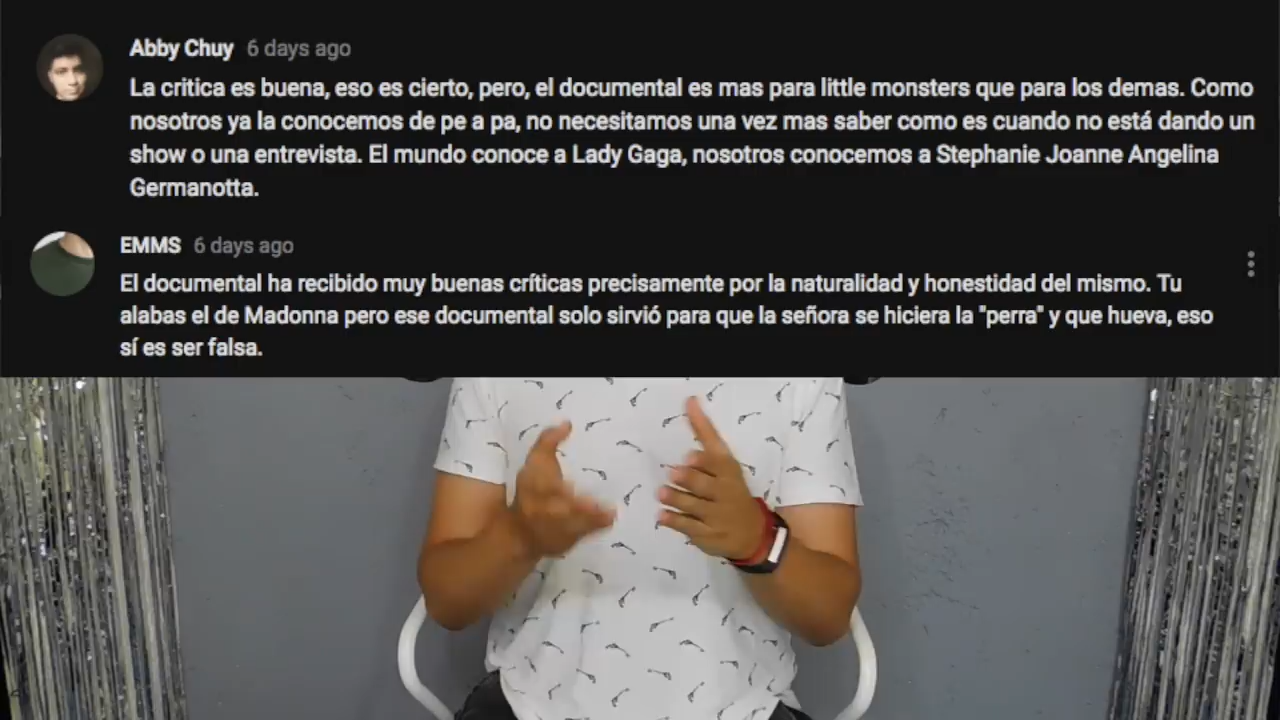 Abby Chuy 6 days ago
La critica es buena, eso es cierto, pero, el documental es mas para little monsters que para los demas. Como
nosotros ya la conocemos de pe a pa, no necesitamos una vez mas saber como es cuando no está dando un
show o una entrevista. El mundo conoce a Lady Gaga, nosotros conocemos a Stephanie Joanne Angelina
Germanotta.
EMMS 6 days ago
El documental ha recibido muy buenas críticas precisamente por la naturalidad y honestidad del mismo. Tu
alabas el de Madonna pero ese documental solo sirvió para que la señora se hiciera la "perra" y que hueva, eso
sí es ser falsa.